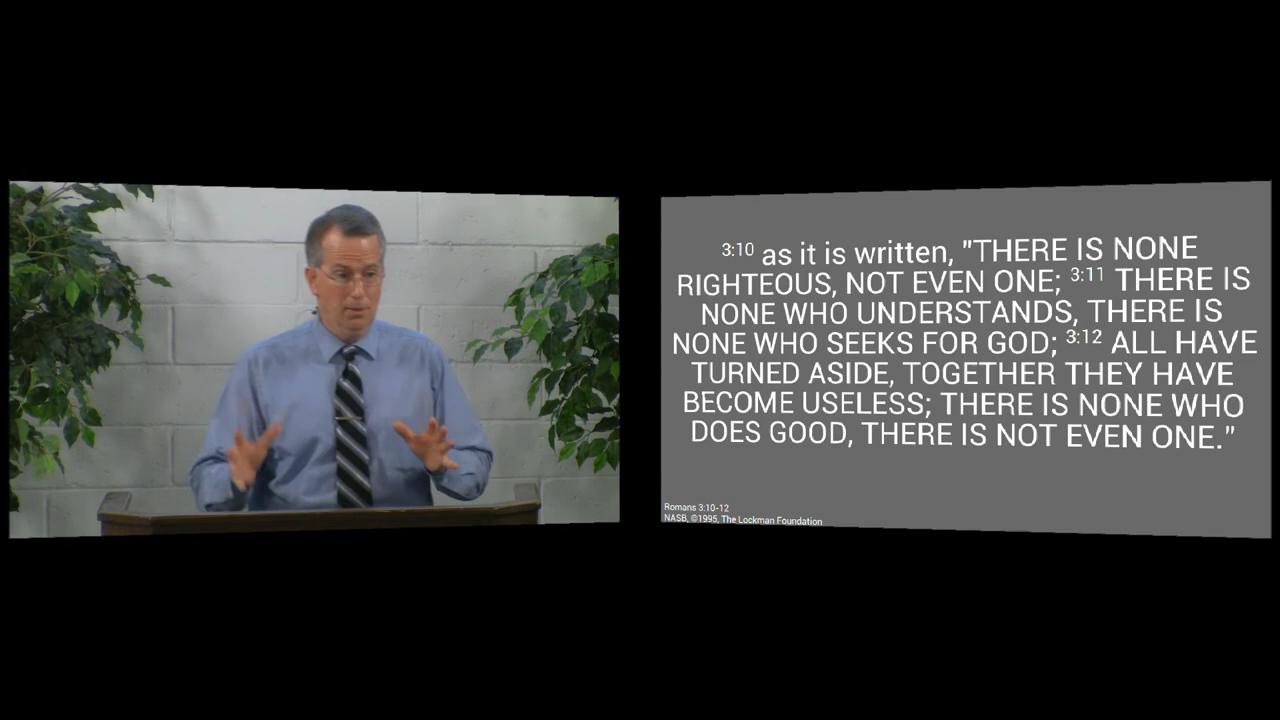 3:10 as it is written, "THERE IS NONE
RIGHTEOUS, NOT EVEN ONE; 3:11 THERE IS
NONE WHO UNDERSTANDS, THERE IS
NONE WHO SEEKS FOR GOD; 3:12 ALL HAVE
TURNED ASIDE, TOGETHER THEY HAVE
BECOME USELESS; THERE IS NONE WHO
DOES GOOD, THERE IS NOT EVEN ONE."
Romans 3:10-12
NASB, ©1995, The Lockman Foundation